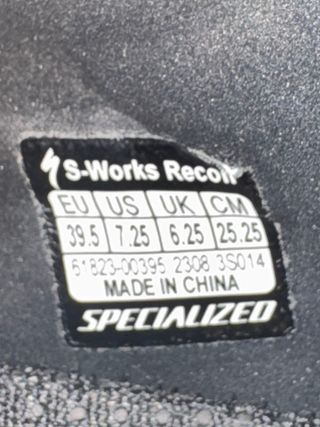 S-Works Recon
EU US UK CM
39.5 7.25 6.25 25.25
61823-00395 2308 3S014
MADE IN CHINA
SPECIALIZED